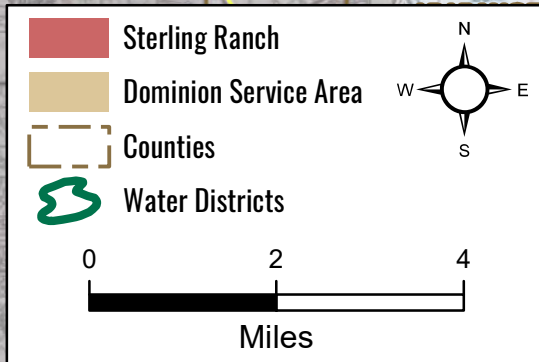 Sterling Ranch
Dominion Service Area
Counties
Water Districts
N
W E
S
0 2 4
Miles